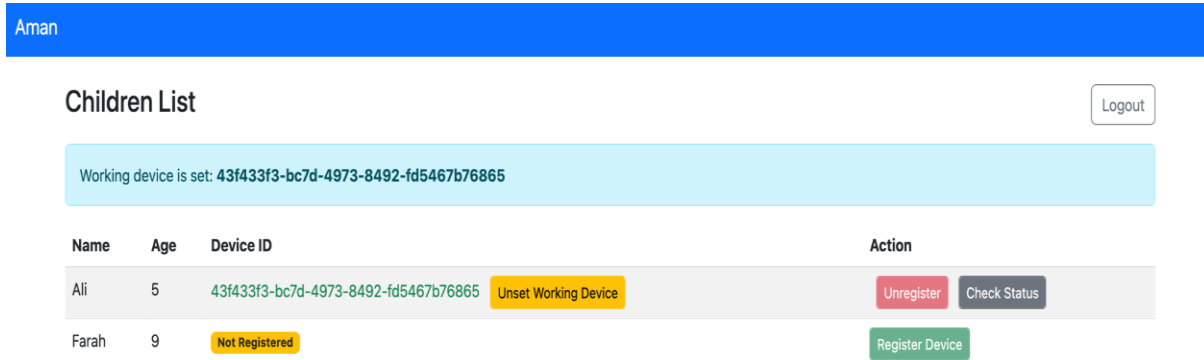 Aman
Children List
Logout
Working device is set: 43f433f3-bc7d-4973-8492-fd5467b76865
Name Age Device ID Action
Ali 5 43f433f3-bc7d-4973-8492-fd5467b76865 Unset Working Device Unregister Check Status
Farah 9 Not Registered Register Device